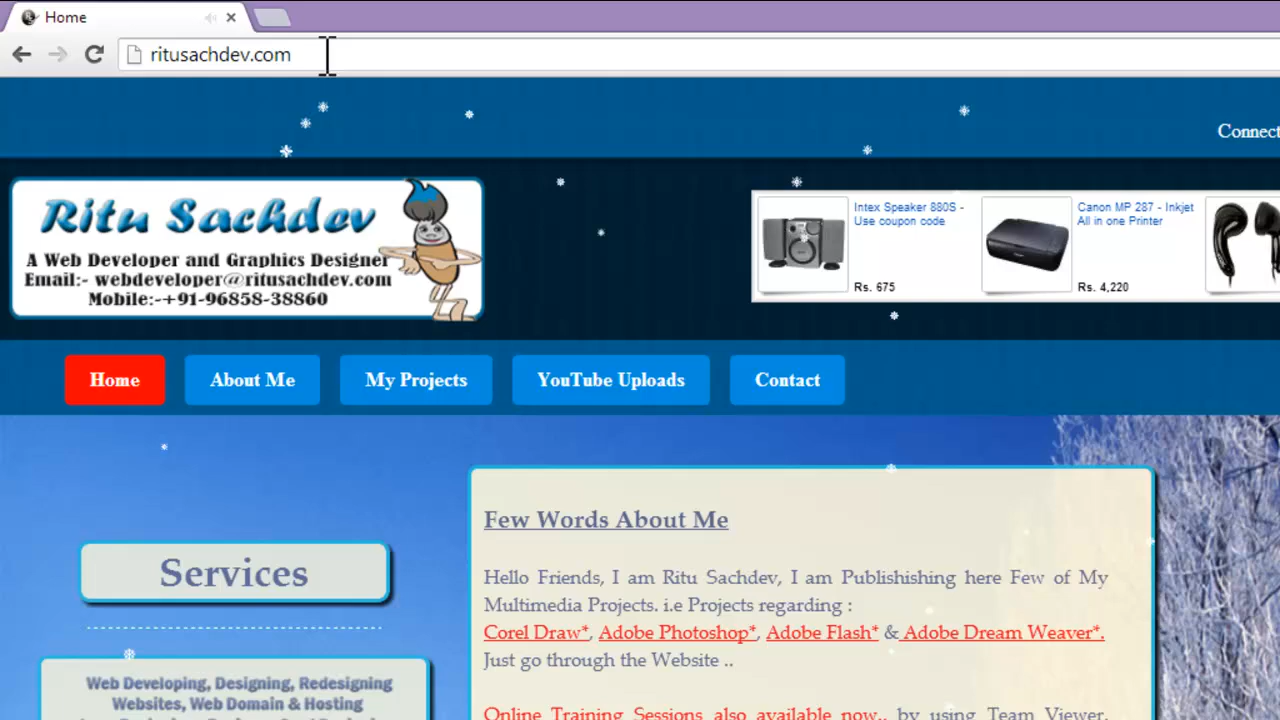 Home
ritusachdev.com
Connect
Ritu Sachdev
A Web Developer and Graphics Designer
Email:- webdeveloper@ritusachdev.com
Mobile:-+91-96858-38860
Intex Speaker 880S -
Use coupon code
Rs. 675
Canon MP 287 - Inkjet
All in one Printer
Rs. 4,220
Home
About Me
My Projects
YouTube Uploads
Contact
Services
Web Developing, Designing, Redesigning
Websites, Web Domain & Hosting
Few Words About Me
Hello Friends, I am Ritu Sachdev, I am Publishishing here Few of My
Multimedia Projects. i.e Projects regarding :
Corel Draw*, Adobe Photoshop*, Adobe Flash* & Adobe Dream Weaver*.
Just go through the Website ..
Online Training Sessions also available now.. by using Team Viewer,